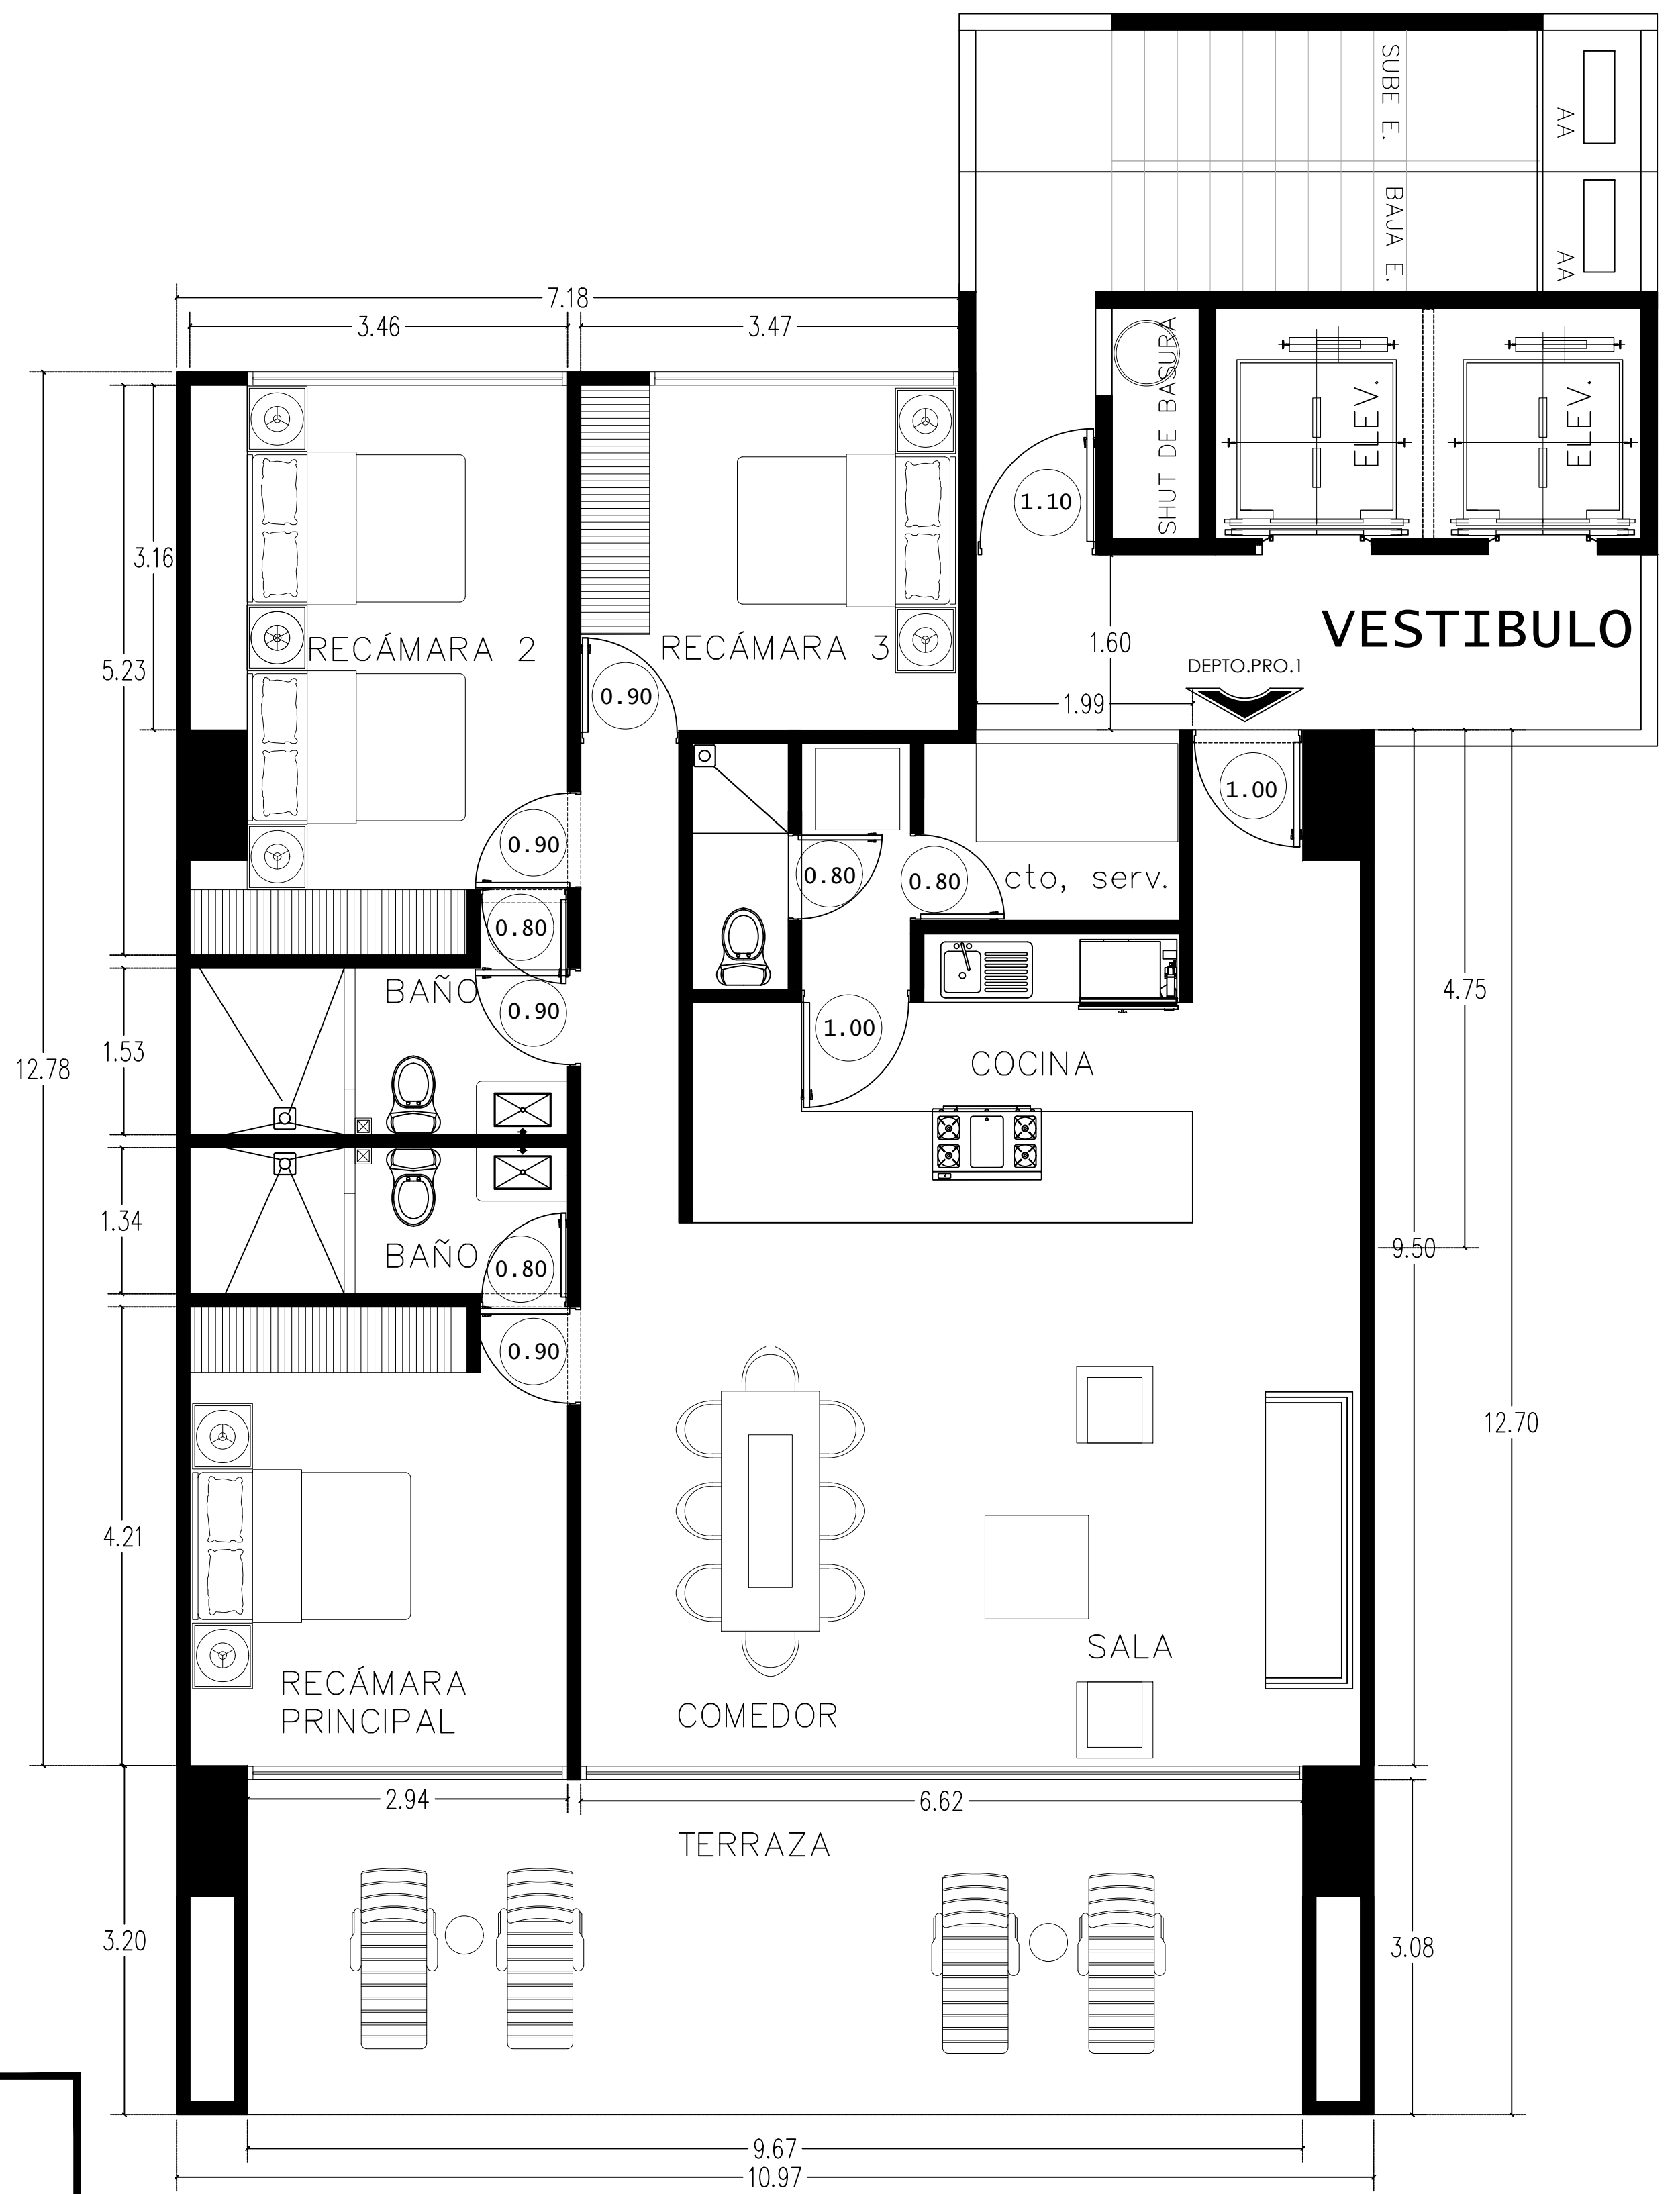 SUBE E.
AA
BAJA E.
AA
7.18
3.46
3.47
SHUT DE BASURA
ELEV.
ELEV.
1.10
3.16
RECÁMARA 2
RECÁMARA 3
VESTIBULO
1.60
DEPTO.PRO.1
5.23
0.90
1.99
1.00
0.90
0.80
0.80
cto, serv.
0.80
BAÑO
0.90
4.75
1.00
1.53
COCINA
12.78
1.34
9.50
BAÑO
0.80
0.90
12.70
4.21
SALA
RECÁMARA
PRINCIPAL
COMEDOR
2.94
6.62
TERRAZA
3.20
3.08
9.67
10.97